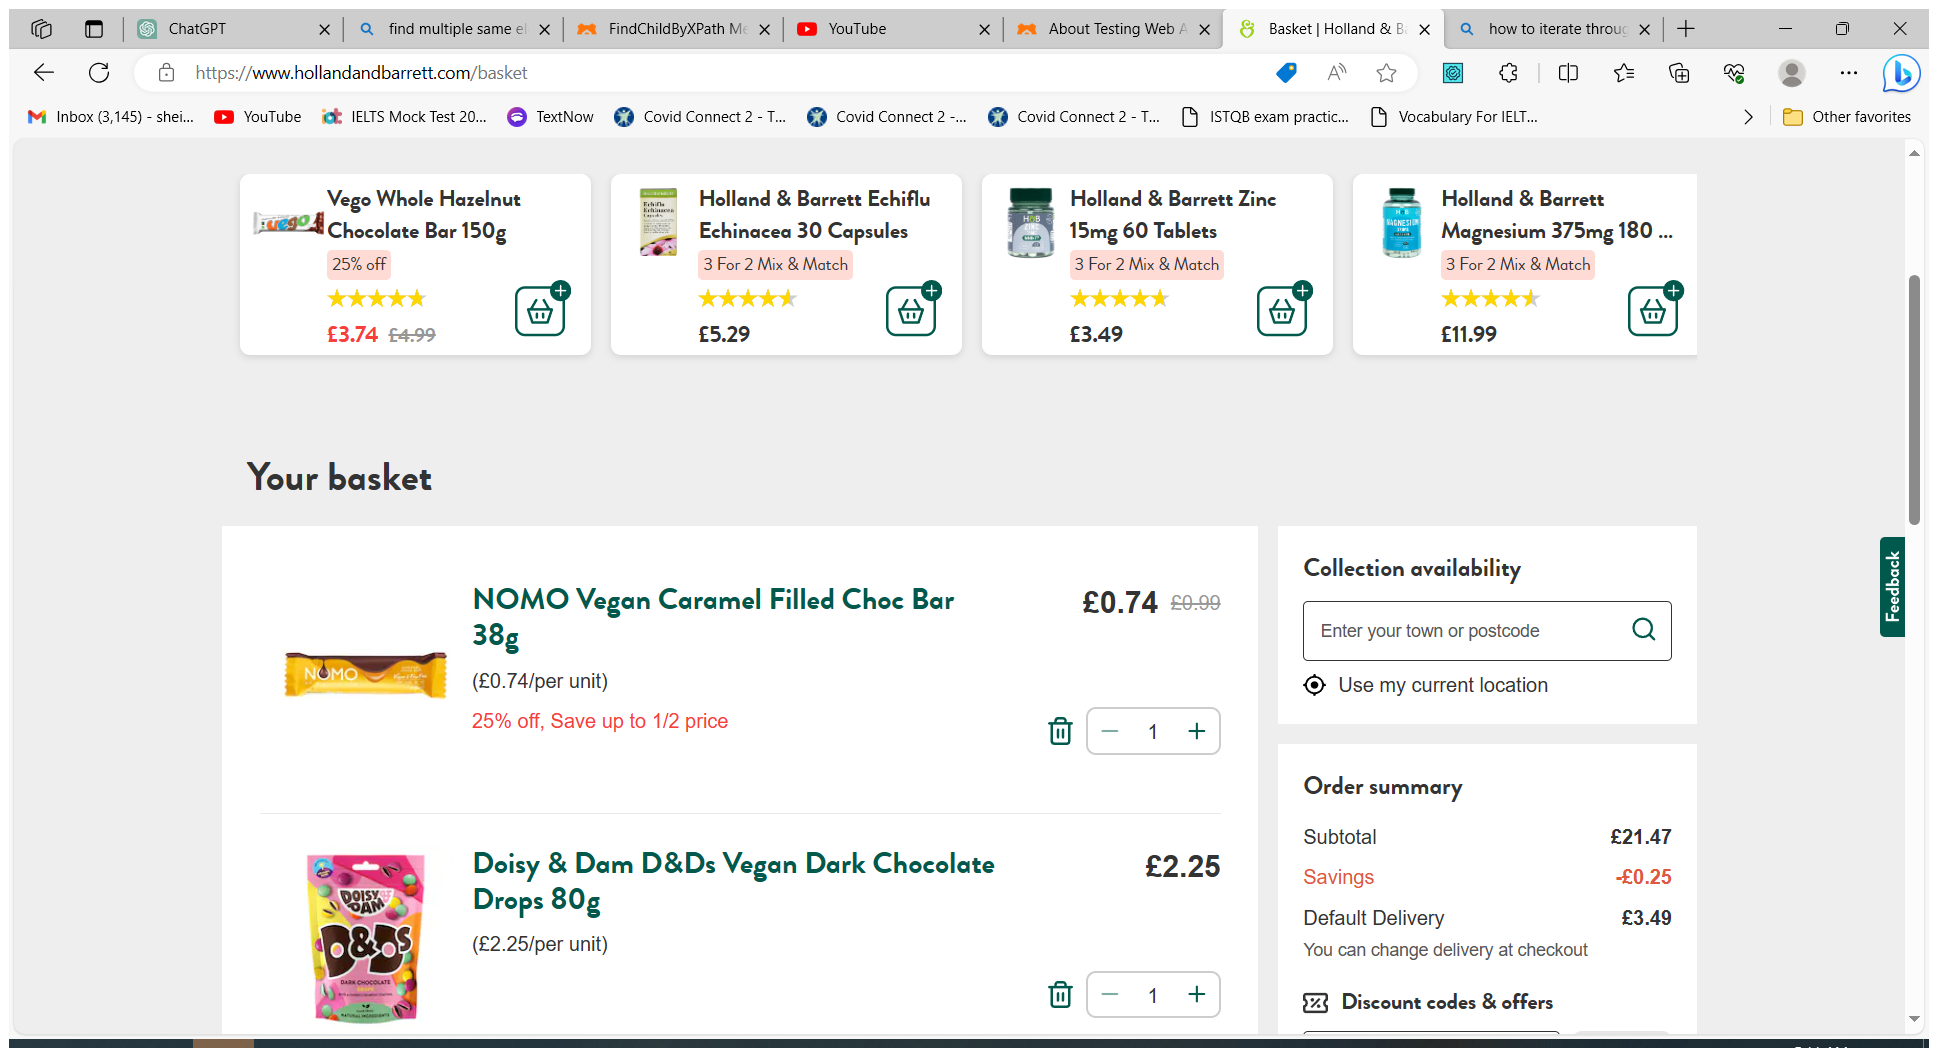 ChatGPT
find multiple same el
FindChildByXPath Me
YouTube
About Testing Web A
Basket | Holland & Ba
how to iterate throug
https://www.hollandandbarrett.com/basket
Inbox (3,145) - shei...
YouTube
IELTS Mock Test 20...
TextNow
Covid Connect 2 - T...
Covid Connect 2 -...
Covid Connect 2 - T...
ISTQB exam practic...
Vocabulary For IELT...
Other favorites
Vego Whole Hazelnut
Chocolate Bar 150g
25% off
£3.74 £4.99
Holland & Barrett Echiflu
Echinacea 30 Capsules
3 For 2 Mix & Match
£5.29
Holland & Barrett Zinc
15mg 60 Tablets
3 For 2 Mix & Match
£3.49
Holland & Barrett
Magnesium 375mg 180 ...
3 For 2 Mix & Match
£11.99
Your basket
NOMO Vegan Caramel Filled Choc Bar
38g
£0.74 £0.99
(£0.74/per unit)
25% off, Save up to 1/2 price
1
NOMO
Doisy & Dam D&Ds Vegan Dark Chocolate
Drops 80g
£2.25
(£2.25/per unit)
1
DOISY
DAM
D&Ds
DARK CHOCOLATE
Collection availability
Enter your town or postcode
Use my current location
Order summary
Subtotal £21.47
Savings -£0.25
Default Delivery £3.49
You can change delivery at checkout
Discount codes & offers
Feedback